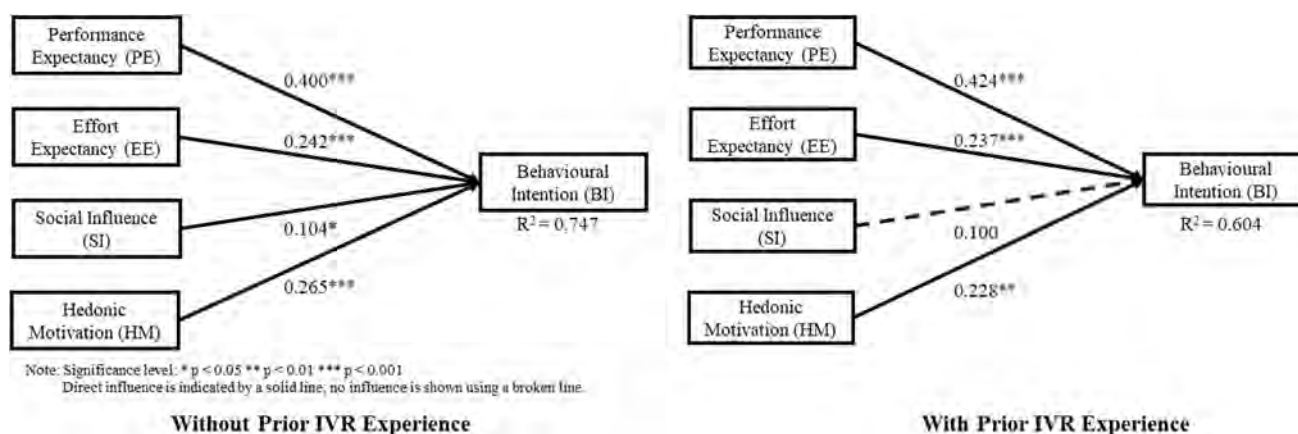 Performance
Expectancy (PE)
0.400***
Effort
Expectancy (EE)
0.242***
Behavioural
Intention (BI)
R² = 0.747
Social Influence
(SI)
0.104*
0.265***
Hedonic
Motivation (HM)
Note: Significance level: * p < 0.05 ** p < 0.01 *** p < 0.001
Direct influence is indicated by a solid line; no influence is shown using a broken line.
Without Prior IVR Experience
Performance
Expectancy (PE)
0.424***
Effort
Expectancy (EE)
0.237***
Behavioural
Intention (BI)
R² = 0.604
Social Influence
(SI)
0.100
0.228**
Hedonic
Motivation (HM)
With Prior IVR Experience